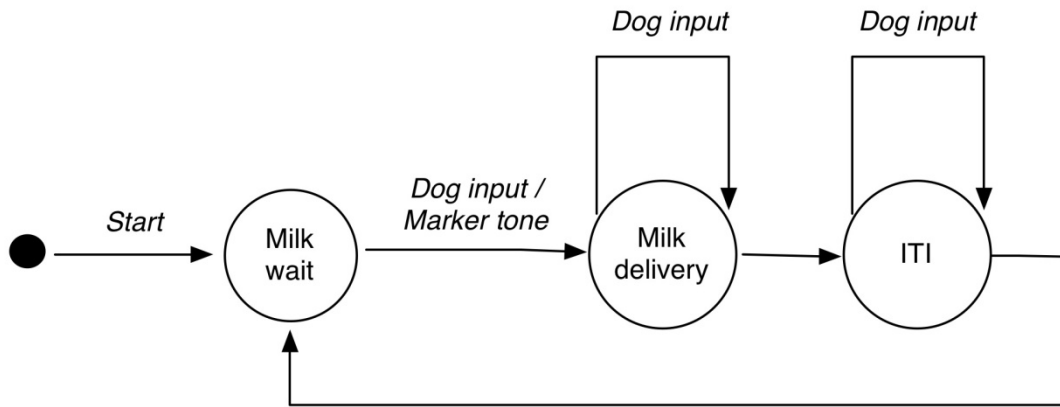 Dog input
Dog input
Start
Dog input /
Marker tone
Milk
wait
Milk
delivery
ITI